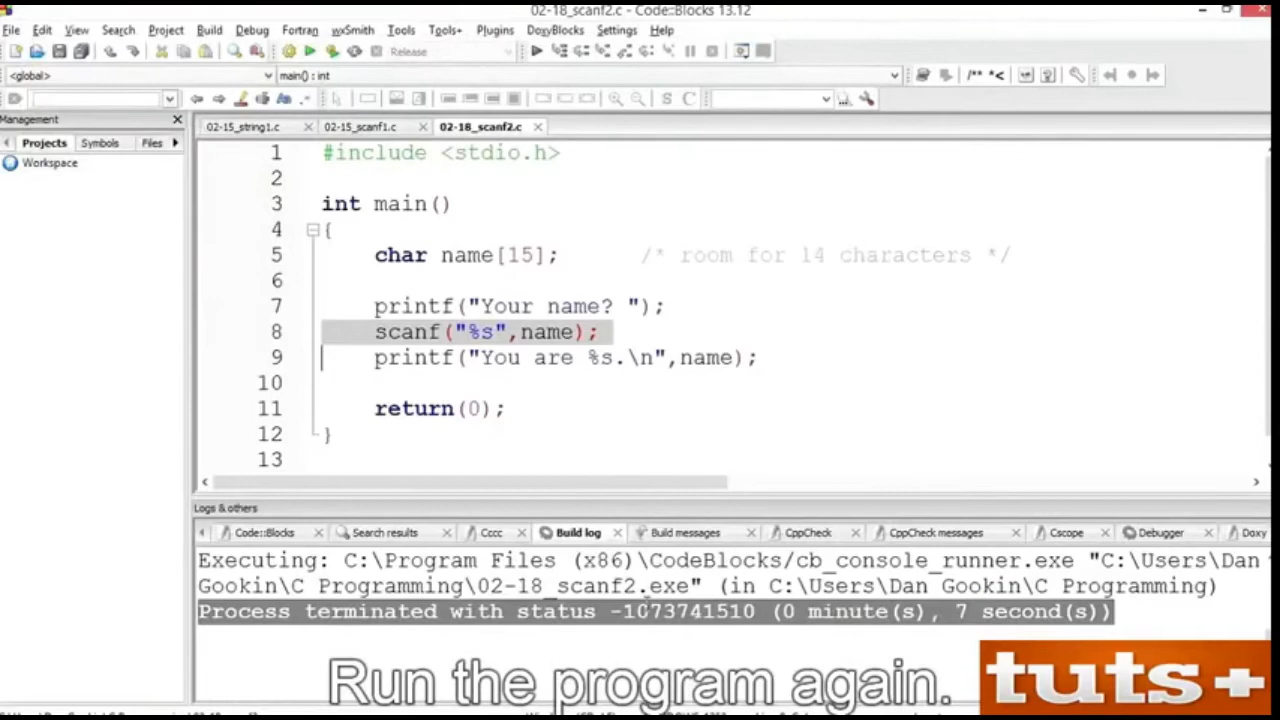 02-18_scanf2.c - Code::Blocks 13.12
File Edit View Search Project Build Debug Fortran wxSmith Tools Tools+ Plugins DoxyBlocks Settings Help
Release
<global> main() : int
S C
Management
Projects Symbols Files
Workspace
02-15_string1.c 02-15_scanf1.c 02-18_scanf2.c
1 #include <stdio.h>
2
3 int main()
4 {
5 char name[15]; /* room for 14 characters */
6
7 printf("Your name? ");
8 scanf("%s",name);
9 printf("You are %s.\n",name);
10
11 return(0);
12 }
13
Logs & others
Code::Blocks Search results Cccc Build log Build messages CppCheck CppCheck messages Cscope Debugger Doxy
Executing: C:\Program Files (x86)\CodeBlocks/cb_console_runner.exe "C:\Users\Dan
Gookin\C Programming\02-18_scanf2.exe" (in C:\Users\Dan Gookin\C Programming)
Process terminated with status -1073741510 (0 minute(s), 7 second(s))
Run the program again.
tuts+